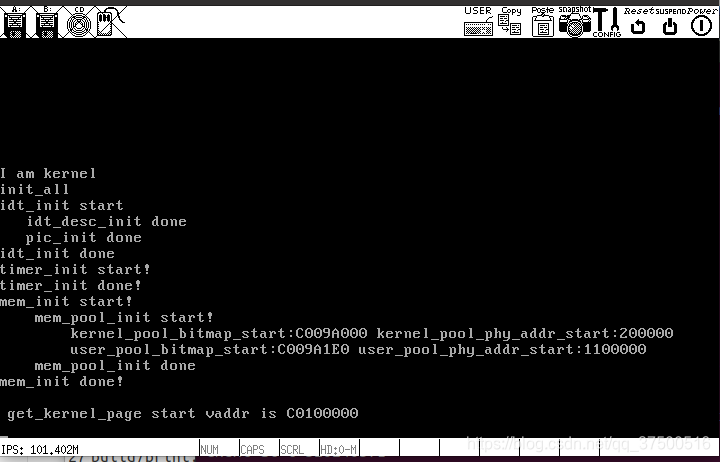 A: B: CD USER Copy Paste snapshot CONFIG Reset SUSPEND Power
I am kernel
init_all
idt_init start
idt_desc_init done
pic_init done
idt_init done
timer_init start!
timer_init done!
mem_init start!
mem_pool_init start!
kernel_pool_bitmap_start:C009A000 kernel_pool_phy_addr_start:200000
user_pool_bitmap_start:C009A1E0 user_pool_phy_addr_start:1100000
mem_pool_init done
mem_init done!
get_kernel_page start vaddr is C0100000
https://blog.csdn.net/qq_37500516
IPS: 101.402M NUM CAPS SCRL HD:0-M